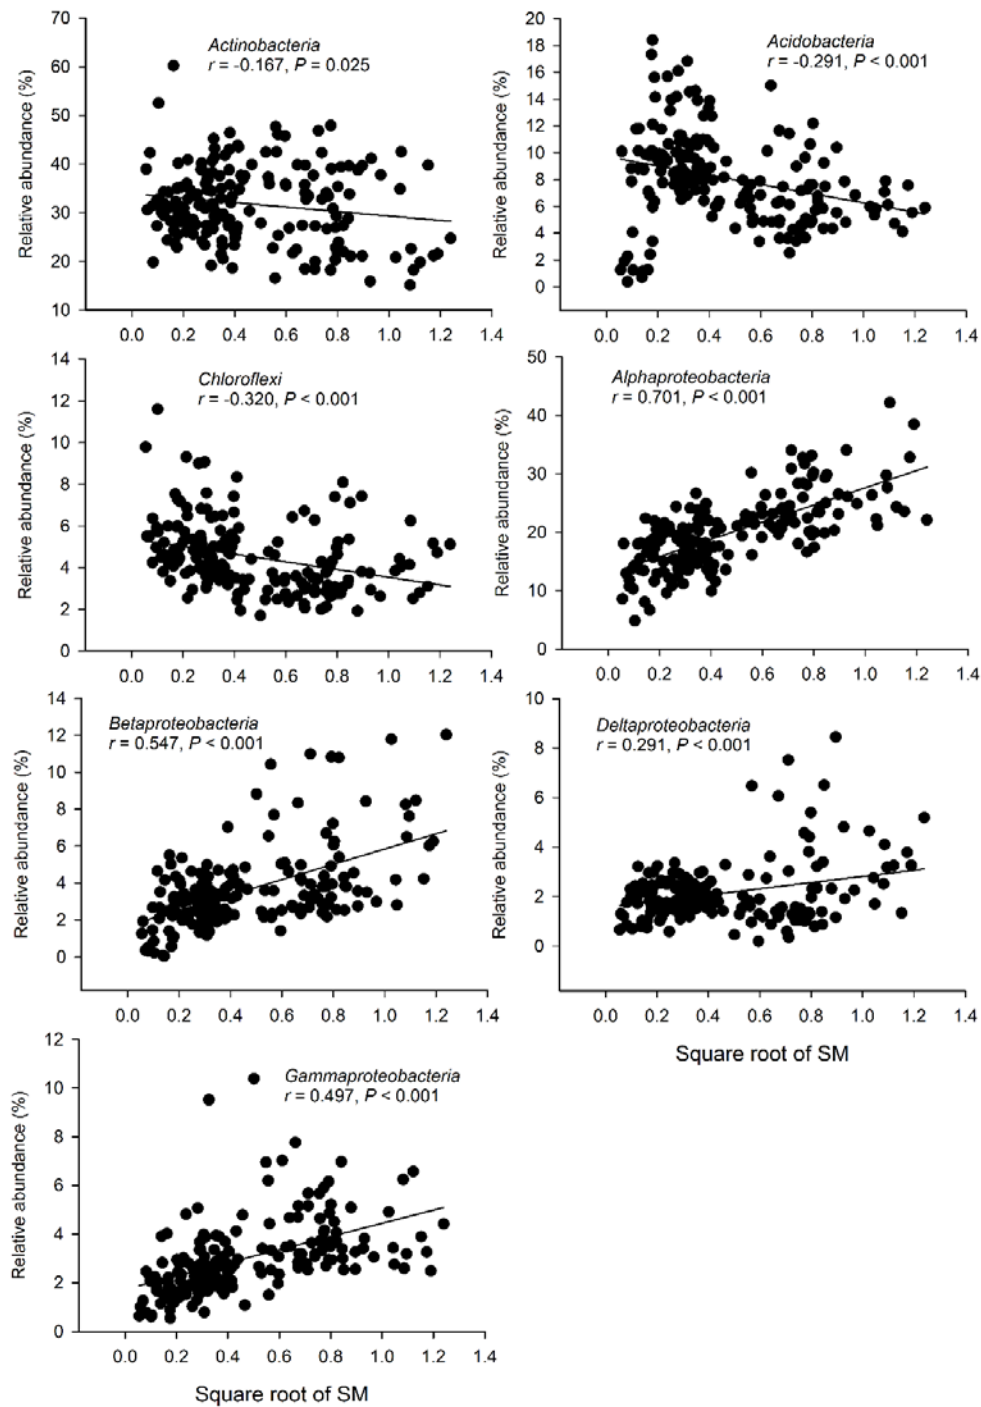 Actinobacteria
r = -0.167, P = 0.025
Relative abundance (%)
70
60
50
40
30
20
10
0.0 0.2 0.4 0.6 0.8 1.0 1.2 1.4
Acidobacteria
r = -0.291, P < 0.001
Relative abundance (%)
20
18
16
14
12
10
8
6
4
2
0
0.0 0.2 0.4 0.6 0.8 1.0 1.2 1.4
Chloroflexi
r = -0.320, P < 0.001
Relative abundance (%)
14
12
10
8
6
4
2
0
0.0 0.2 0.4 0.6 0.8 1.0 1.2 1.4
Alphaproteobacteria
r = 0.701, P < 0.001
Relative abundance (%)
50
40
30
20
10
0
0.0 0.2 0.4 0.6 0.8 1.0 1.2 1.4
Betaproteobacteria
r = 0.547, P < 0.001
Relative abundance (%)
14
12
10
8
6
4
2
0
0.0 0.2 0.4 0.6 0.8 1.0 1.2 1.4
Deltaproteobacteria
r = 0.291, P < 0.001
Relative abundance (%)
10
8
6
4
2
0
0.0 0.2 0.4 0.6 0.8 1.0 1.2 1.4
Square root of SM
Gammaproteobacteria
r = 0.497, P < 0.001
Relative abundance (%)
12
10
8
6
4
2
0
0.0 0.2 0.4 0.6 0.8 1.0 1.2 1.4
Square root of SM